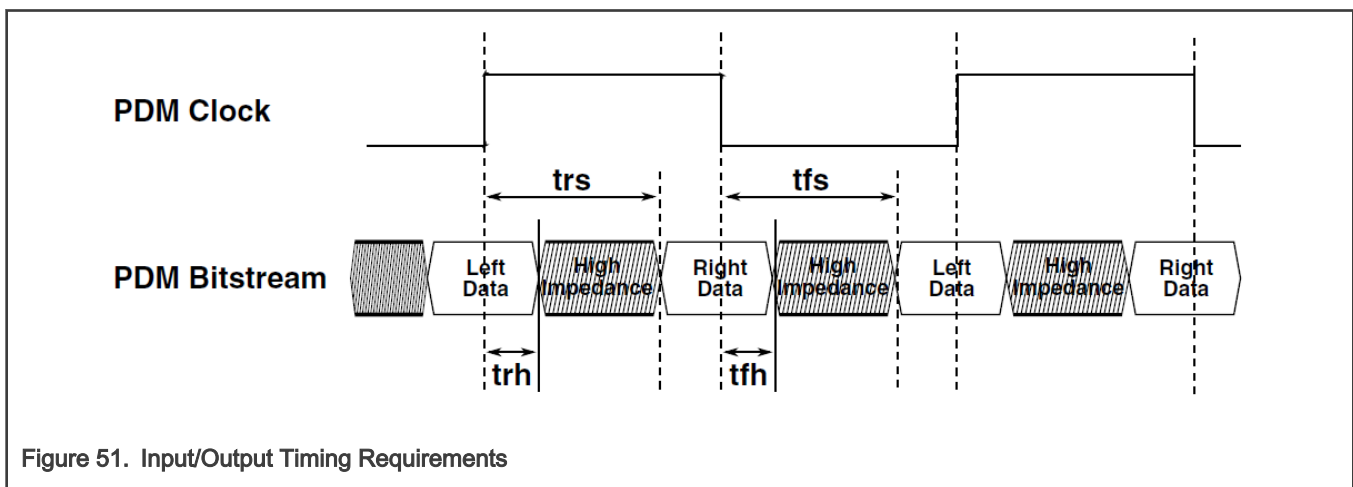 PDM Clock
trs
tfs
PDM Bitstream
Left
Data
High
Impedance
Right
Data
High
Impedance
Left
Data
High
Impedance
Right
Data
trh
tfh
Figure 51. Input/Output Timing Requirements